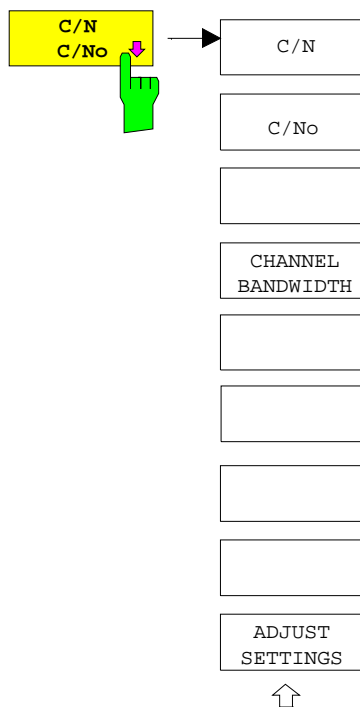 C/N
C/No
C/N
C/No
CHANNEL
BANDWIDTH
ADJUST
SETTINGS